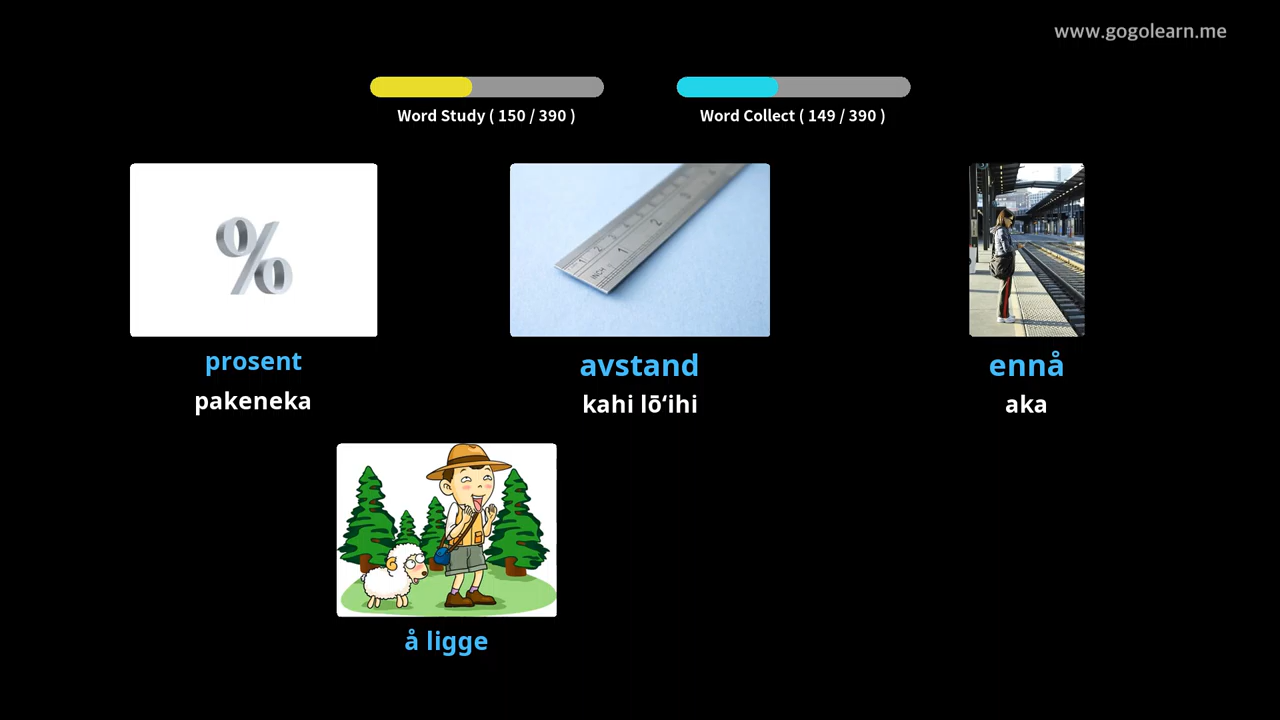 www.gogolearn.me
Word Study ( 150 / 390 )
Word Collect ( 149 / 390 )
prosent
pakeneka
avstand
kahi lōʻihi
ennå
aka
å ligge